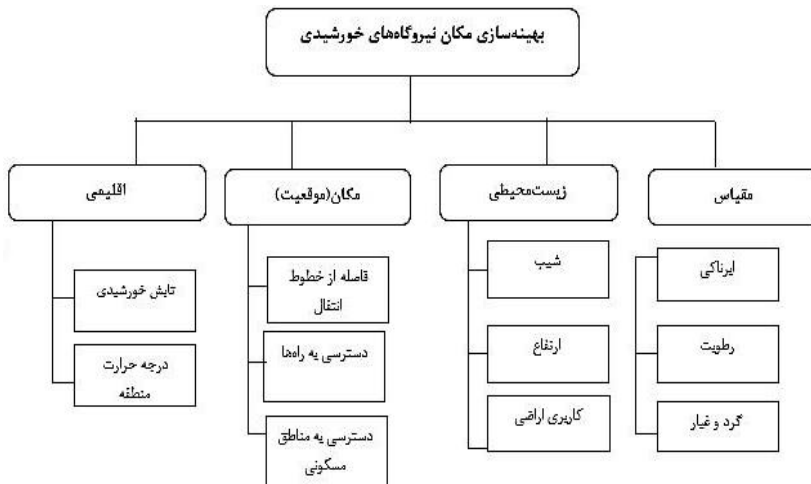 بهینه‌سازی مکان نیروگاه‌های خورشیدی
مقیاس
زیست‌محیطی
مکان(موقعیت)
اقلیمی
ابرناکی
رطوبت
گرد و غبار
شیب
ارتفاع
کاربری اراضی
فاصله از خطوط
انتقال
دسترسی به راه‌ها
دسترسی به مناطق
مسکونی
تابش خورشیدی
درجه حرارت
منطقه